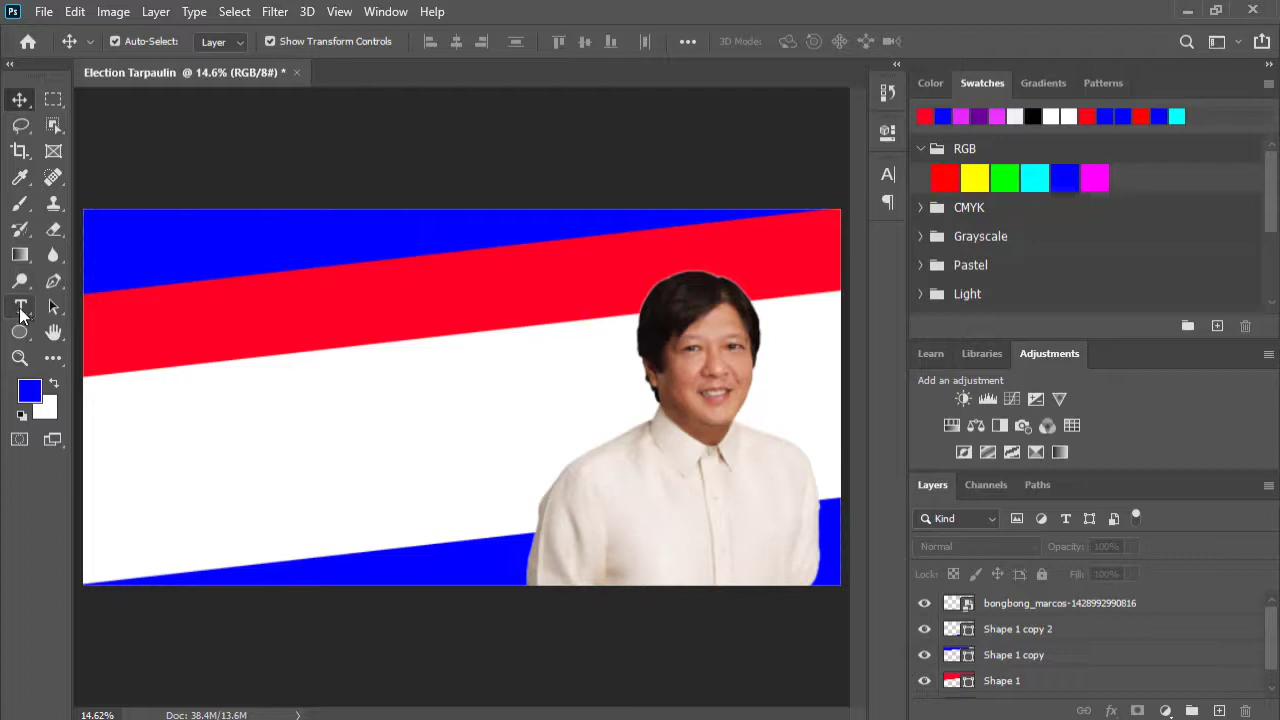 Ps File Edit Image Layer Type Select Filter 3D View Window Help
Auto-Select: Layer Show Transform Controls 3D Mode:
Election Tarpaulin @ 14.6% (RGB/8#) *
Color Swatches Gradients Patterns
RGB
CMYK
Grayscale
Pastel
Light
Learn Libraries Adjustments
Add an adjustment
Layers Channels Paths
Kind
Normal Opacity: 100%
Lock: Fill: 100%
bongbong_marcos-1428992990816
Shape 1 copy 2
Shape 1 copy
Shape 1
14.62% Doc: 38.4M/13.6M